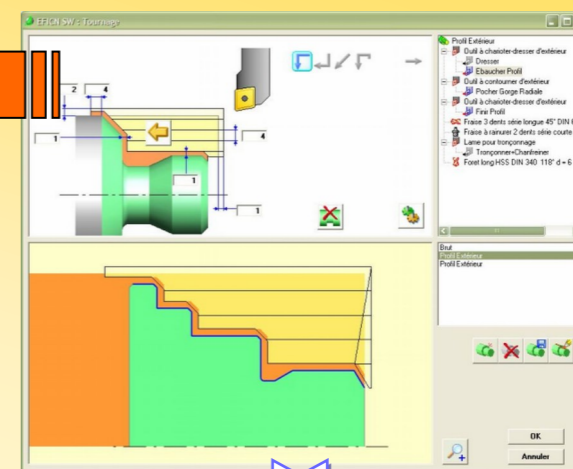 EFICN SW : Tournage
2
4
1
4
1
1
Profil Extérieur
Outil à charioter-dresser d'extérieur
Dresser
Ebaucher Profil
Outil à contourner d'extérieur
Pocher Gorge Radiale
Outil à charioter-dresser d'extérieur
Finir Profil
Fraise 3 dents série longue 45° DIN 6
Fraise à rainurer 2 dents série courte
Lame pour tronçonnage
Tronçonner+Chanfreiner
Foret long HSS DIN 340 118° d = 6
Brut
Profil Extérieur
Profil Extérieur
OK
Annuler